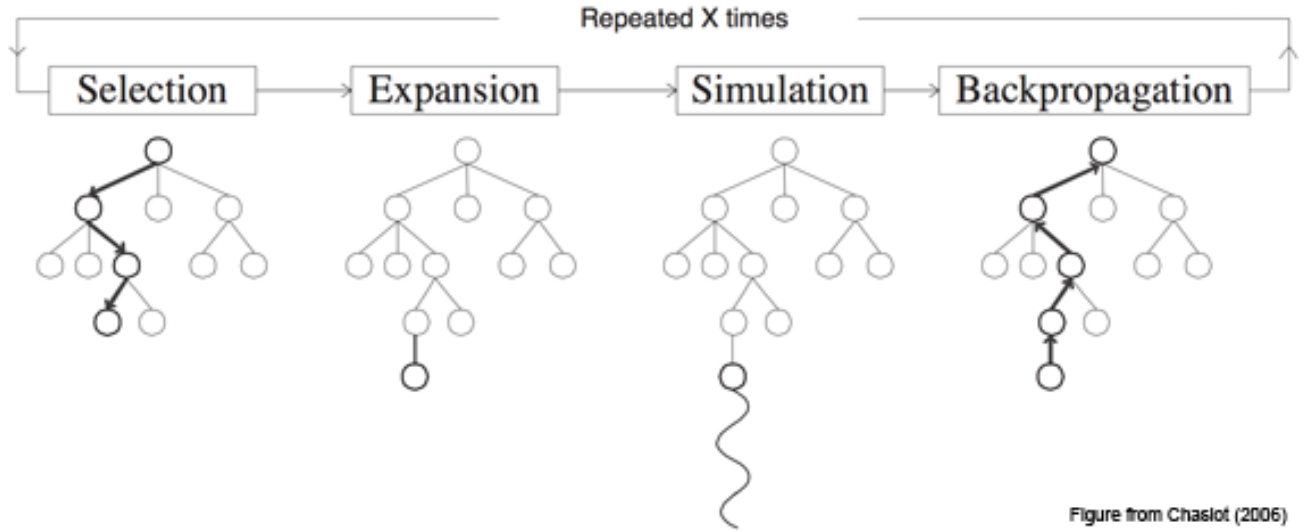 Repeated X times
Selection
Expansion
Simulation
Backpropagation
Figure from Chaslot (2006)